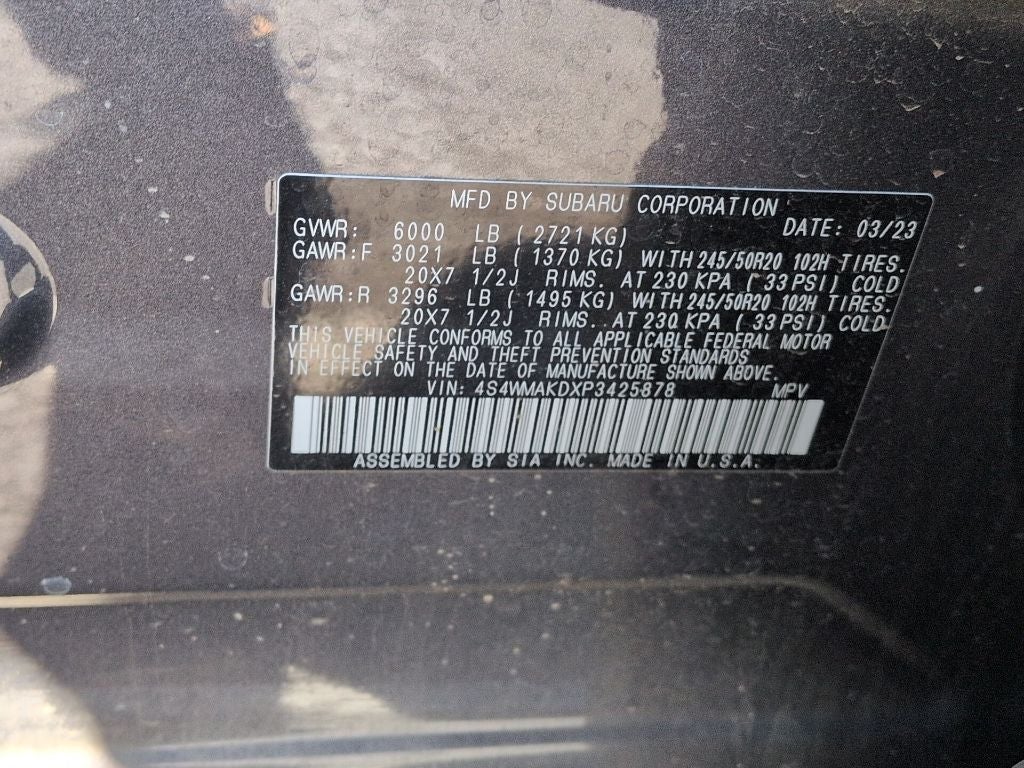 MFD BY SUBARU CORPORATION
GVWR: 6000 LB ( 2721 KG) DATE: 03/23
GAWR:F 3021 LB ( 1370 KG) WITH 245/50R20 102H TIRES.
20X7 1/2J RIMS. AT 230 KPA ( 33 PSI) COLD
GAWR:R 3296 LB ( 1495 KG) WITH 245/50R20 102H TIRES.
20X7 1/2J RIMS. AT 230 KPA ( 33 PSI) COLD.
THIS VEHICLE CONFORMS TO ALL APPLICABLE FEDERAL MOTOR
VEHICLE SAFETY AND THEFT PREVENTION STANDARDS
IN EFFECT ON THE DATE OF MANUFACTURE SHOWN ABOVE.
VIN: 4S4WMAKDXP3425878 MPV
ASSEMBLED BY SIA INC. MADE IN U.S.A.